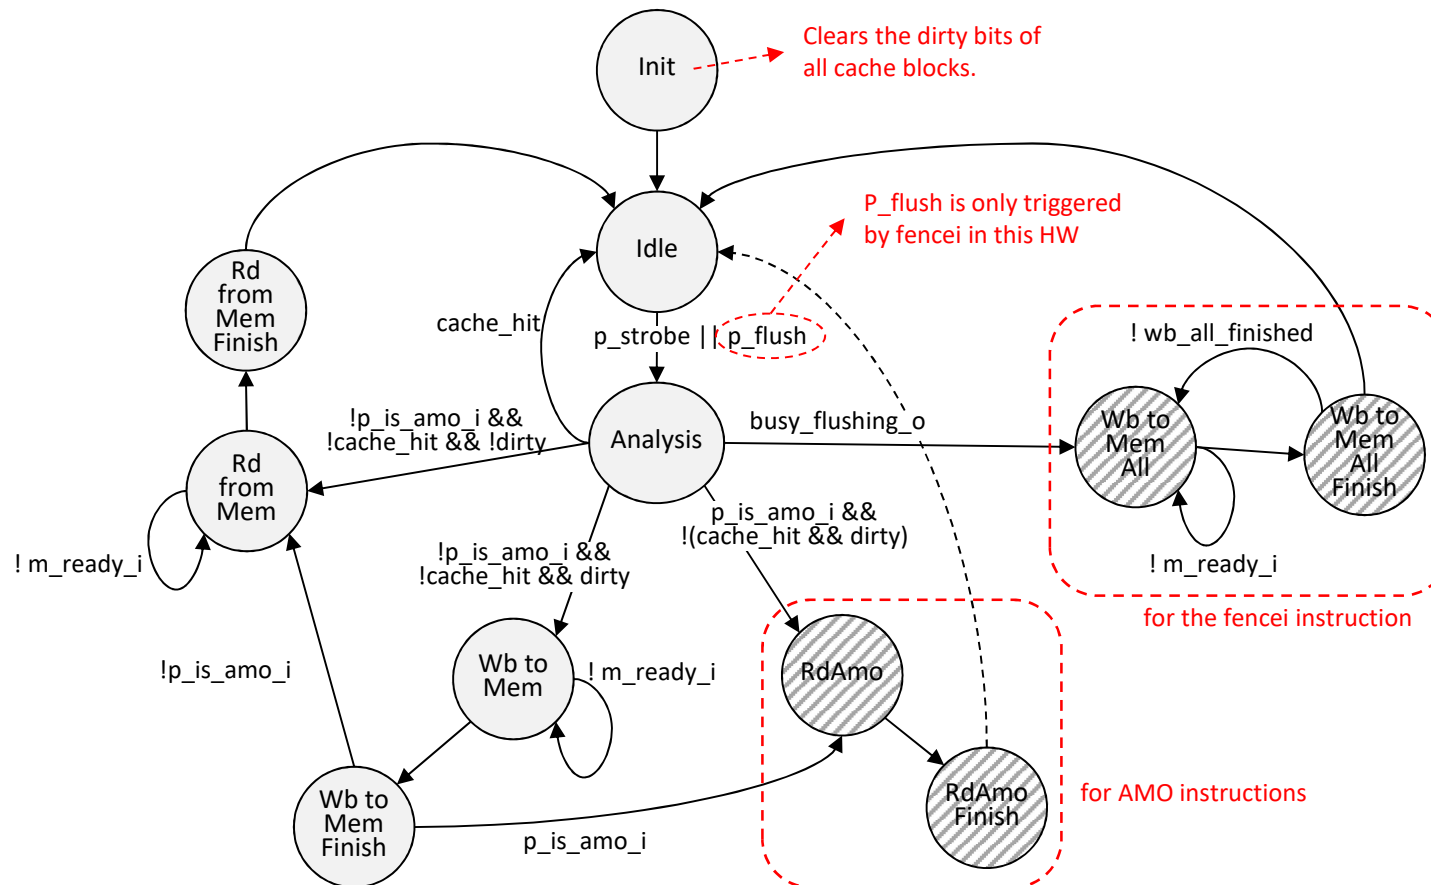 Init
Clears the dirty bits of
all cache blocks.
P_flush is only triggered
by fencei in this HW
Idle
Rd
from
Mem
Finish
cache_hit
p_strobe || p_flush
! wb_all_finished
!p_is_amo_i &&
!cache_hit && !dirty
Analysis
busy_flushing_o
Wb to
Mem
All
Wb to
Mem
All
Finish
Rd
from
Mem
! m_ready_i
p_is_amo_i &&
!(cache_hit && dirty)
!p_is_amo_i &&
!cache_hit && dirty
! m_ready_i
for the fencei instruction
!p_is_amo_i
Wb to
Mem
! m_ready_i
RdAmo
Wb to
Mem
Finish
p_is_amo_i
RdAmo
Finish
for AMO instructions